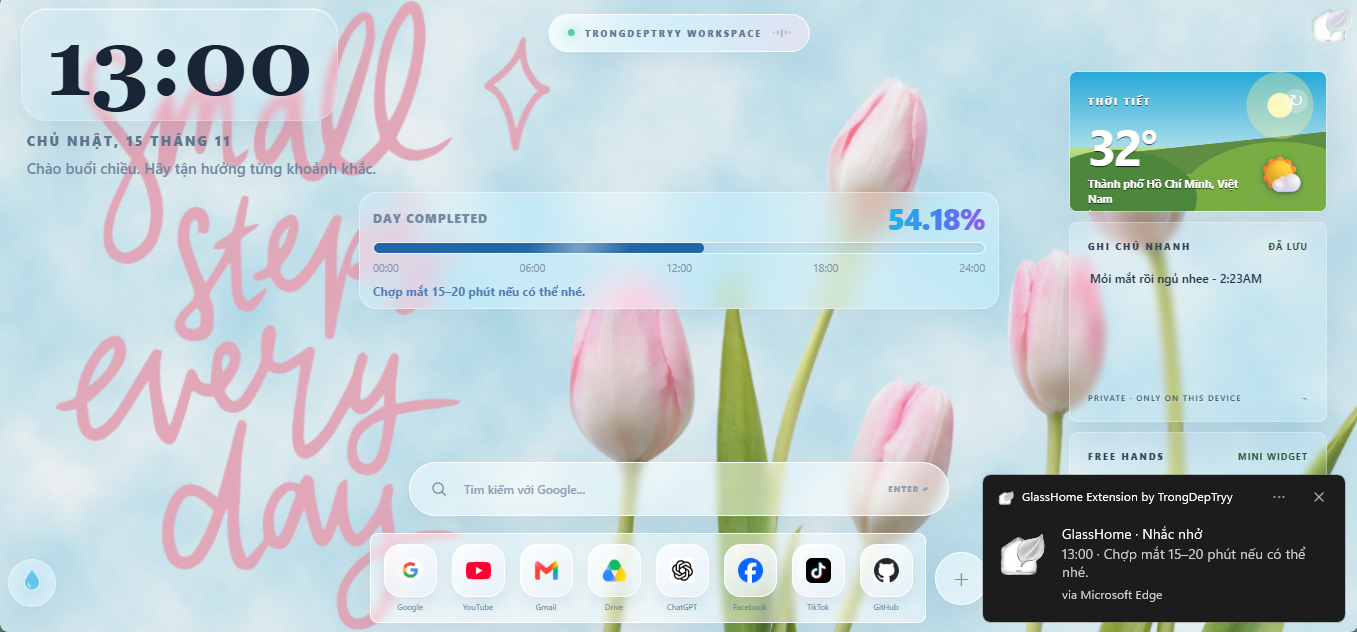 13:00
CHỦ NHẬT, 15 THÁNG 11
Chào buổi chiều. Hãy tận hưởng từng khoảnh khắc.
small
step
every
day
TRONGDEPTRYY WORKSPACE
DAY COMPLETED
54.18%
00:00 06:00 12:00 18:00 24:00
Chợp mắt 15–20 phút nếu có thể nhé.
Tìm kiếm với Google...
ENTER
Google YouTube Gmail Drive ChatGPT Facebook TikTok GitHub
THỜI TIẾT
32°
Thành phố Hồ Chí Minh, Việt
Nam
GHI CHÚ NHANH ĐÃ LƯU
Mỏi mắt rồi ngủ nhee - 2:23AM
PRIVATE · ONLY ON THIS DEVICE
FREE HANDS MINI WIDGET
GlassHome Extension by TrongDepTryy
GlassHome · Nhắc nhở
13:00 · Chợp mắt 15–20 phút nếu có thể
nhé.
via Microsoft Edge